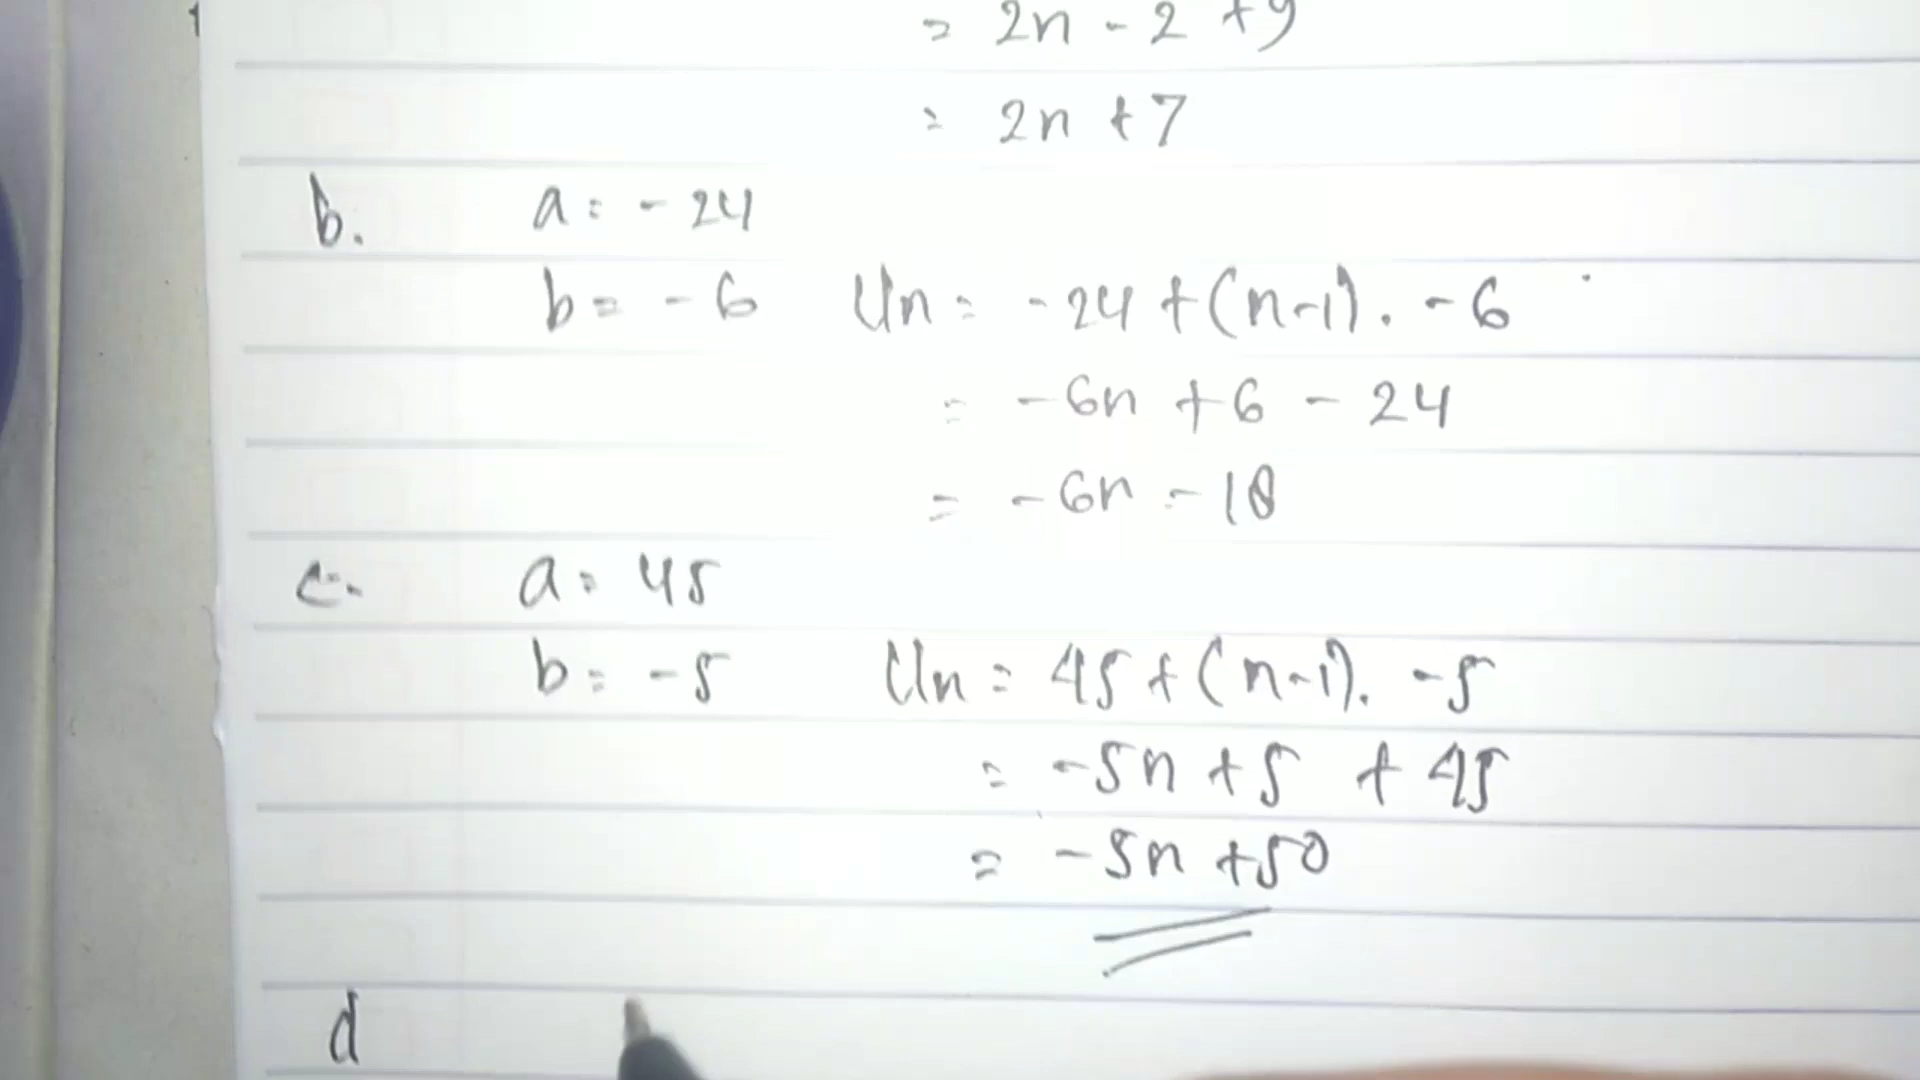 = 2n - 2 + 9
= 2n + 7
b. a = - 24
b = - 6 Un = - 24 + (n-1) . - 6
= - 6n + 6 - 24
= - 6n - 18
c. a = 45
b = - 5 Un = 45 + (n-1) . - 5
= - 5n + 5 + 45
= - 5n + 50
d